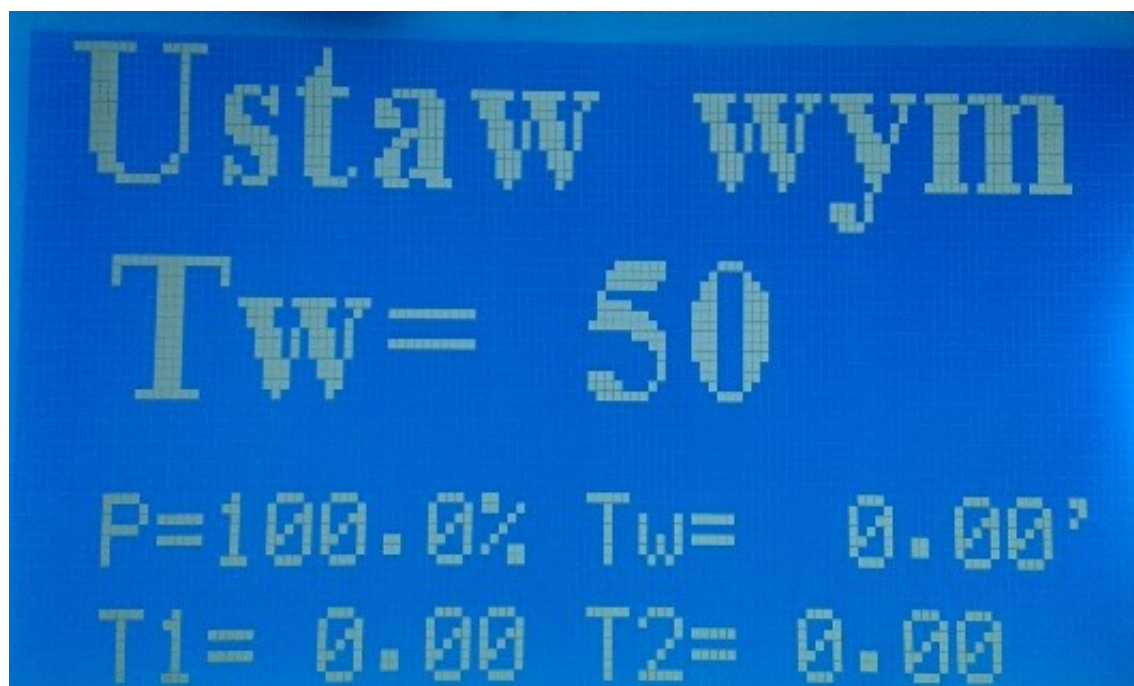 Ustaw wym
Tw= 50
P=100.0% Tw= 0.00'
T1= 0.00 T2= 0.00